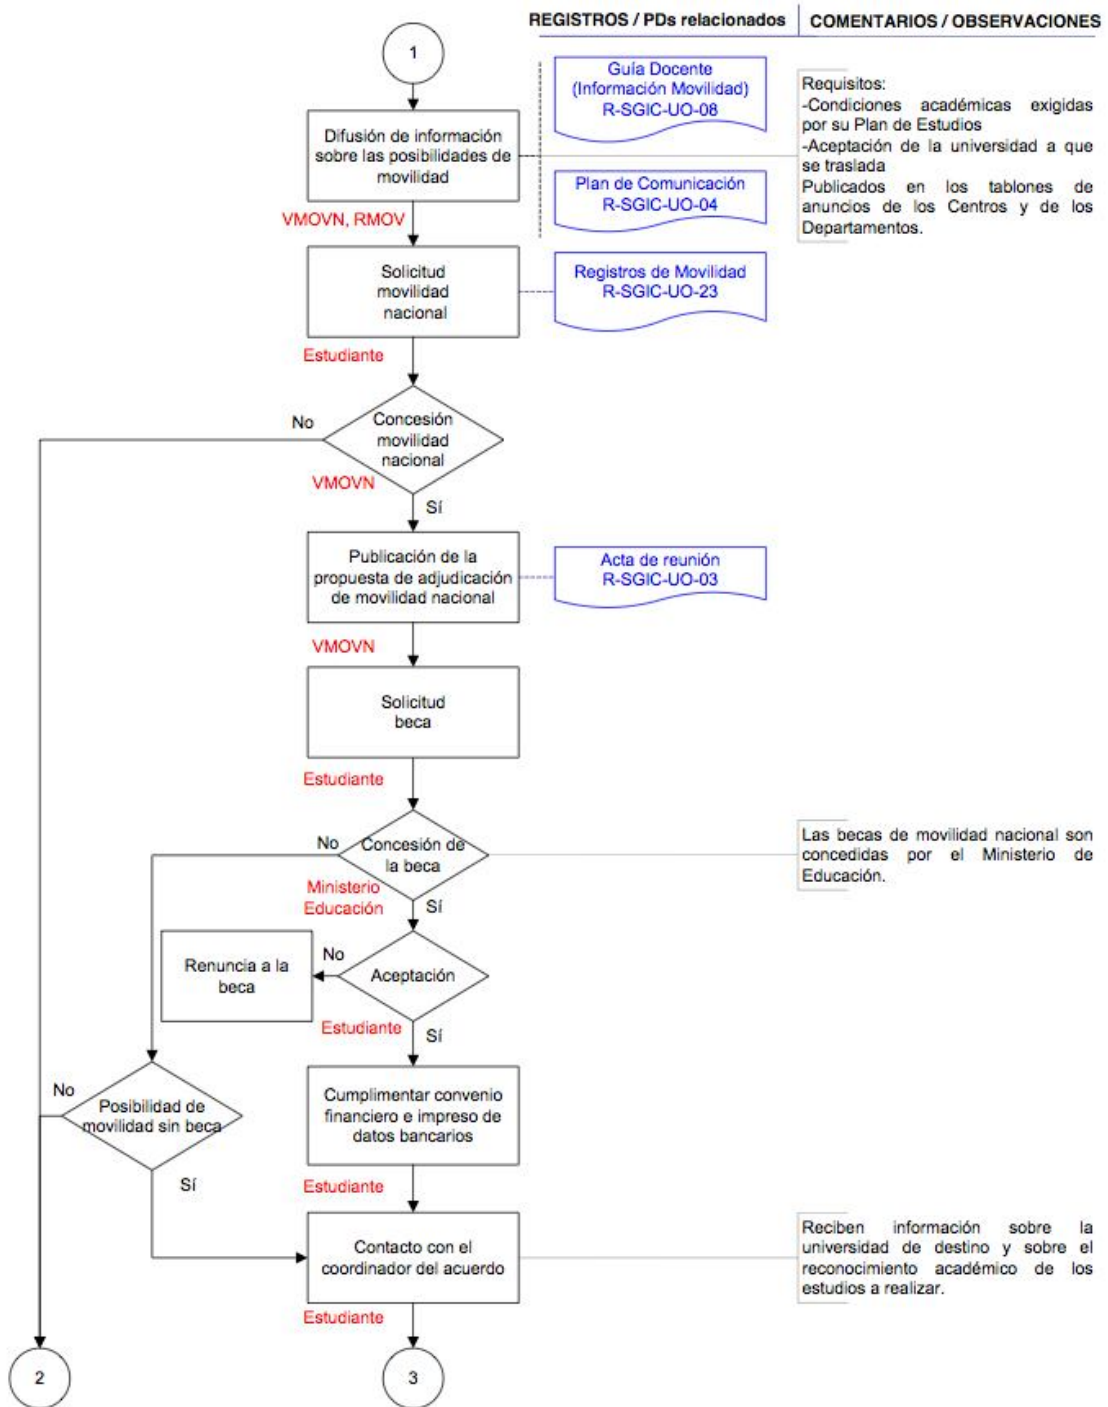 REGISTROS / PDs relacionados
COMENTARIOS / OBSERVACIONES
1
Difusión de información
sobre las posibilidades de
movilidad
VMOVN, RMOV
Guía Docente
(Información Movilidad)
R-SGIC-UO-08
Plan de Comunicación
R-SGIC-UO-04
Requisitos:
-Condiciones académicas exigidas
por su Plan de Estudios
-Aceptación de la universidad a que
se traslada
Publicados en los tablones de
anuncios de los Centros y de los
Departamentos.
Solicitud
movilidad
nacional
Estudiante
Registros de Movilidad
R-SGIC-UO-23
Concesión
movilidad
nacional
No
VMOVN
Sí
Publicación de la
propuesta de adjudicación
de movilidad nacional
VMOVN
Acta de reunión
R-SGIC-UO-03
Solicitud
beca
Estudiante
No
Concesión de
la beca
Ministerio
Educación
Sí
Las becas de movilidad nacional son
concedidas por el Ministerio de
Educación.
Renuncia a la
beca
No
Aceptación
Estudiante
Sí
No
Posibilidad de
movilidad sin beca
Sí
Cumplimentar convenio
financiero e impreso de
datos bancarios
Estudiante
Contacto con el
coordinador del acuerdo
Estudiante
Reciben información sobre la
universidad de destino y sobre el
reconocimiento académico de los
estudios a realizar.
2
3